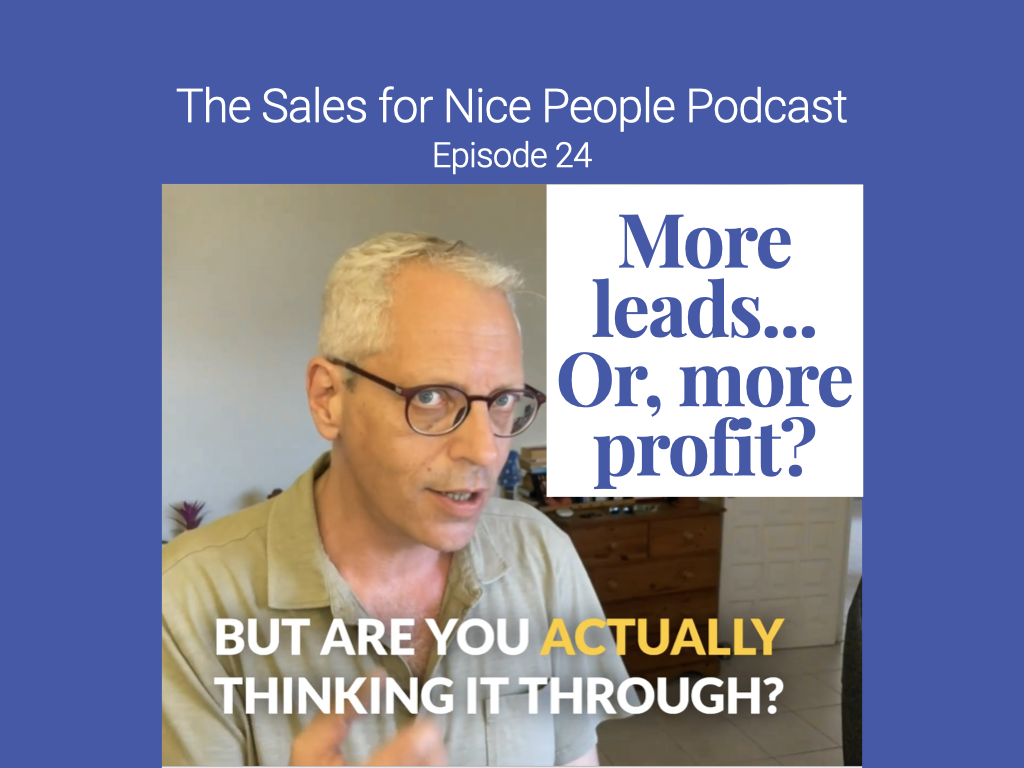 The Sales for Nice People Podcast
Episode 24
More
leads...
Or, more
profit?
BUT ARE YOU ACTUALLY
THINKING IT THROUGH?